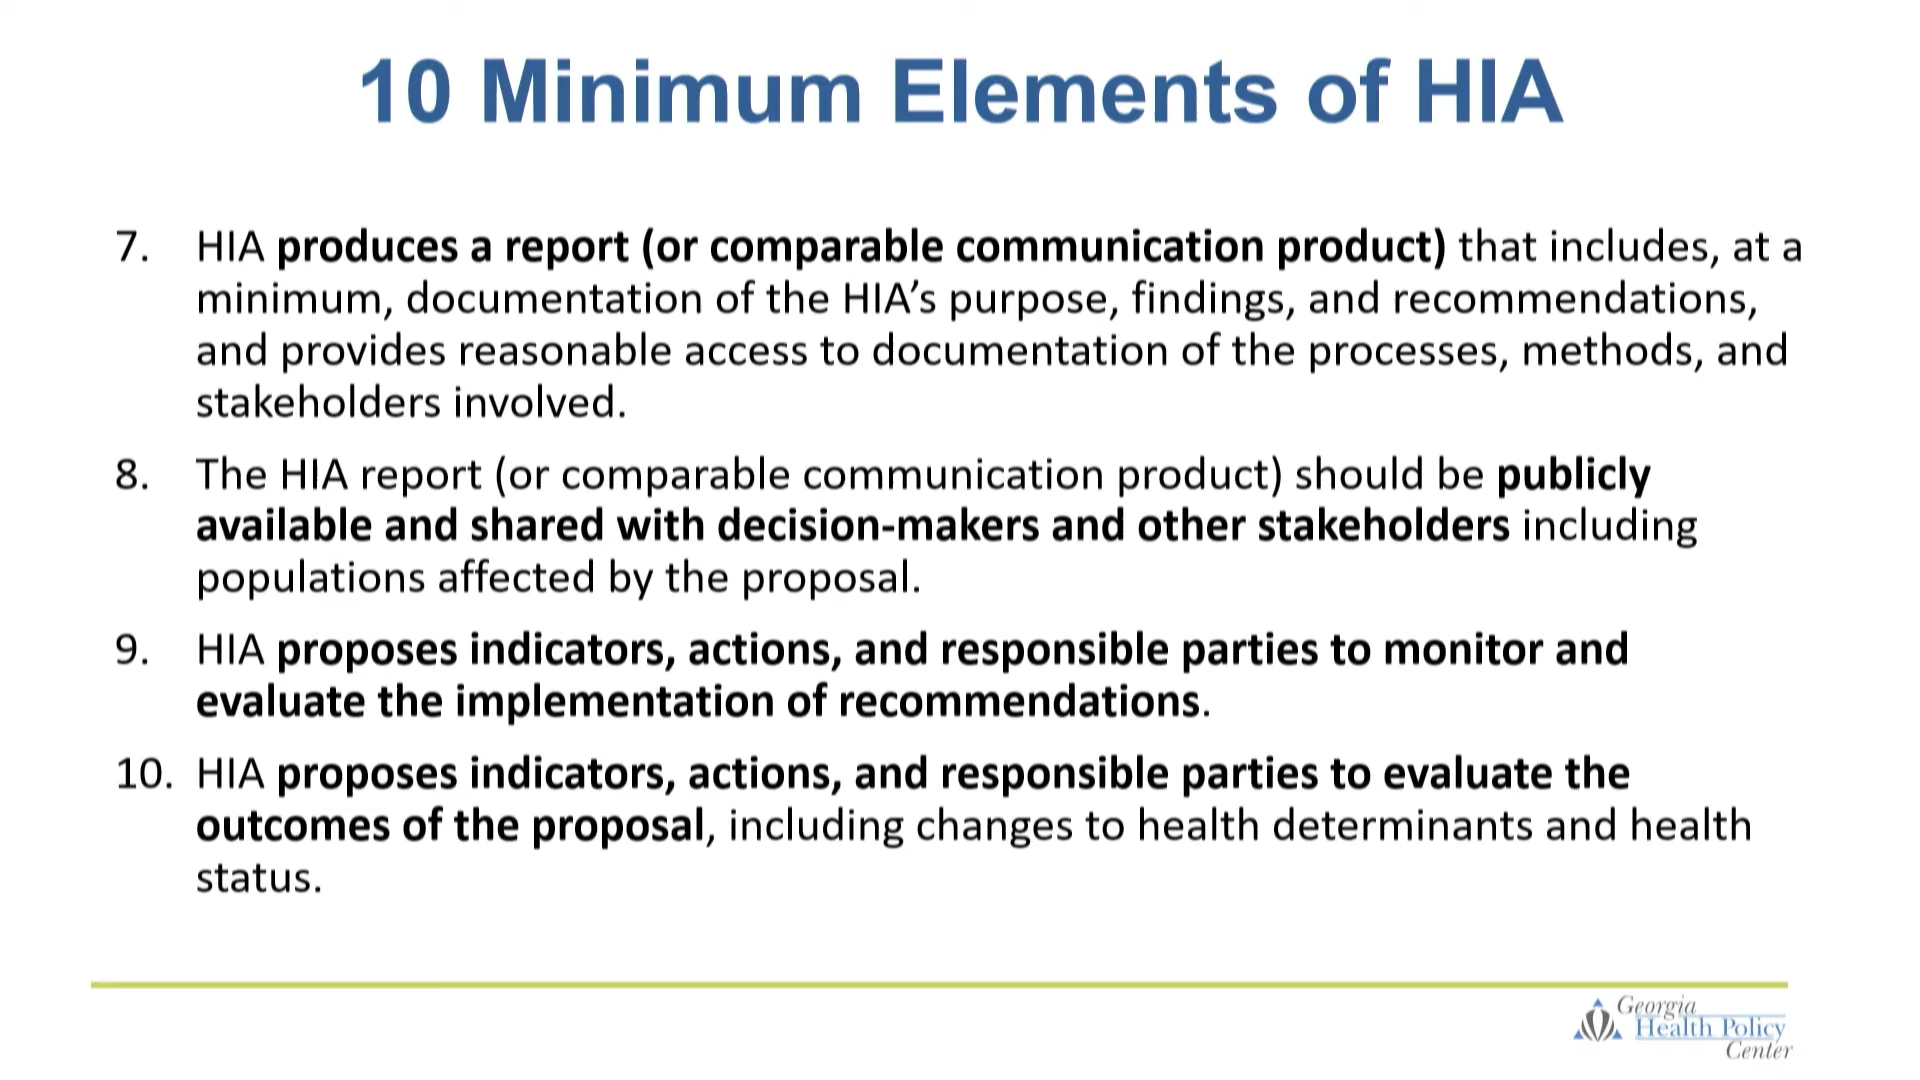 10 Minimum Elements of HIA
7. HIA produces a report (or comparable communication product) that includes, at a
minimum, documentation of the HIA’s purpose, findings, and recommendations,
and provides reasonable access to documentation of the processes, methods, and
stakeholders involved.
8. The HIA report (or comparable communication product) should be publicly
available and shared with decision-makers and other stakeholders including
populations affected by the proposal.
9. HIA proposes indicators, actions, and responsible parties to monitor and
evaluate the implementation of recommendations.
10. HIA proposes indicators, actions, and responsible parties to evaluate the
outcomes of the proposal, including changes to health determinants and health
status.
Georgia
Health Policy
Center